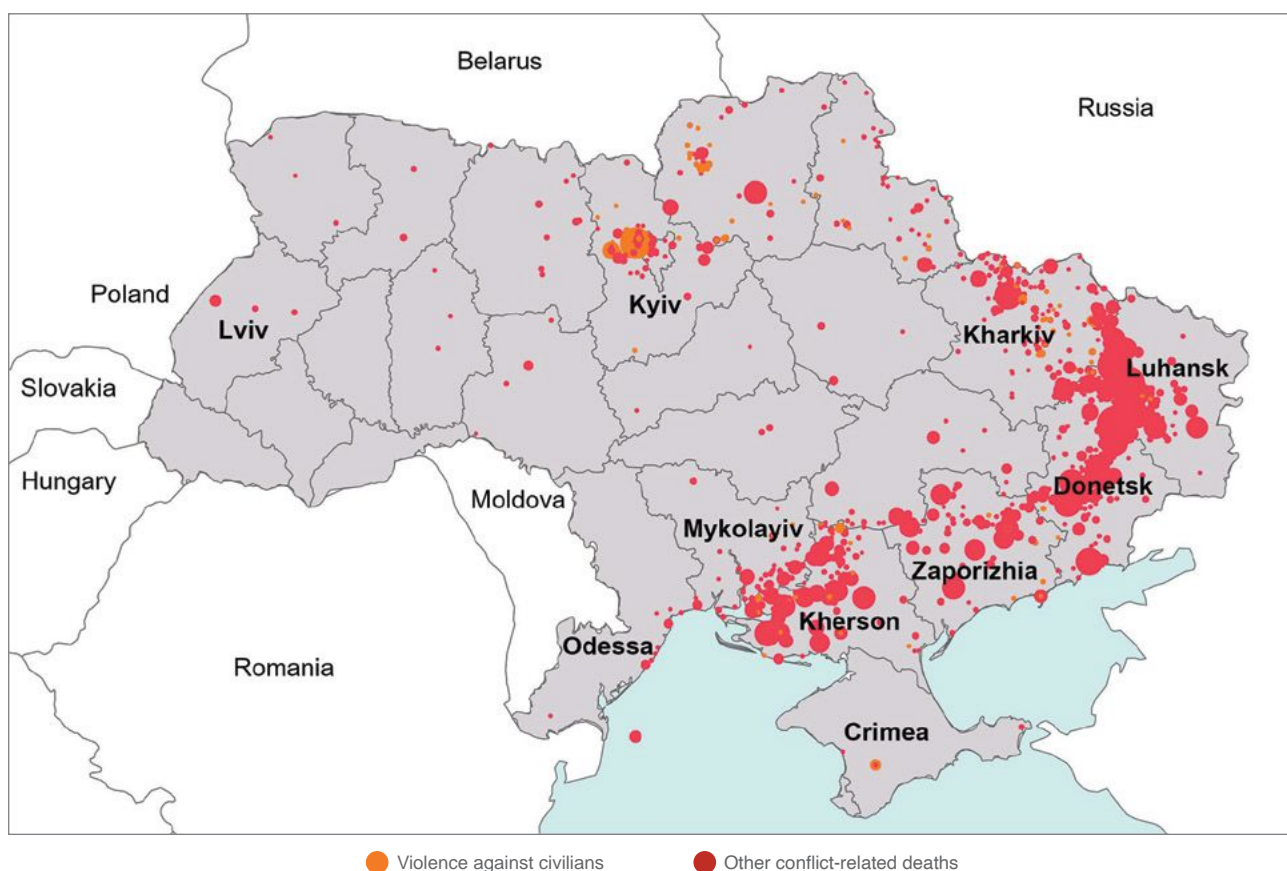 Belarus
Russia
Poland
Lviv
Kyiv
Kharkiv
Luhansk
Slovakia
Hungary
Moldova
Donetsk
Mykolayiv
Zaporizhia
Kherson
Odessa
Romania
Crimea
Violence against civilians
Other conflict-related deaths